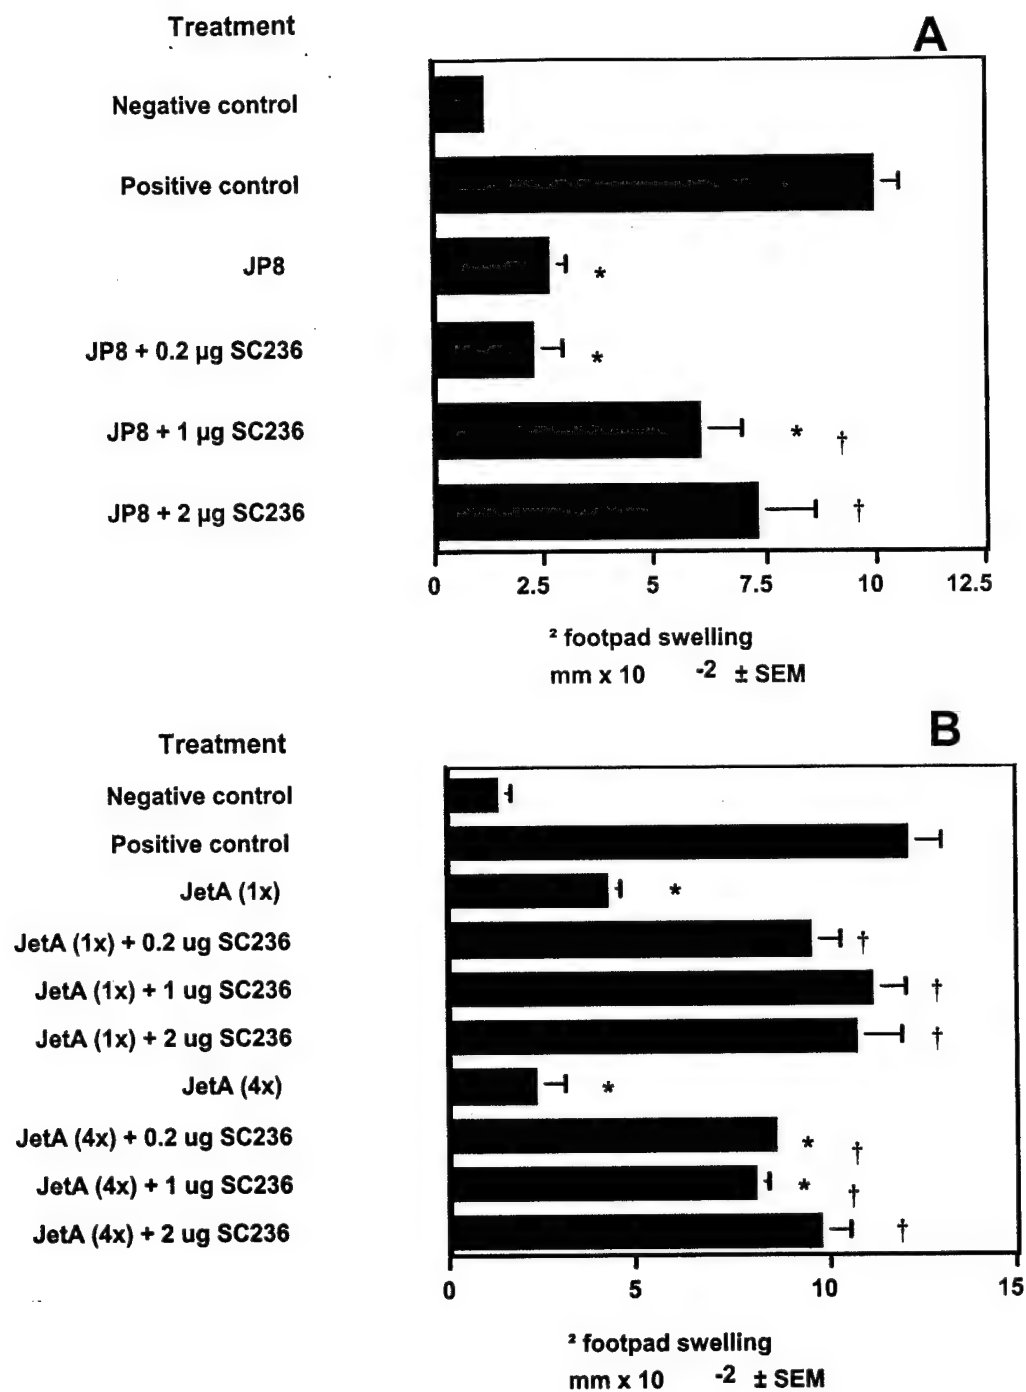 Treatment
A
Negative control
Positive control
JP8
*
JP8 + 0.2 µg SC236
*
JP8 + 1 µg SC236
* †
JP8 + 2 µg SC236
†
0 2.5 5 7.5 10 12.5
² footpad swelling
mm x 10 -2 ± SEM
Treatment
B
Negative control
Positive control
JetA (1x)
*
JetA (1x) + 0.2 ug SC236
†
JetA (1x) + 1 ug SC236
†
JetA (1x) + 2 ug SC236
†
JetA (4x)
*
JetA (4x) + 0.2 ug SC236
* †
JetA (4x) + 1 ug SC236
* †
JetA (4x) + 2 ug SC236
†
0 5 10 15
² footpad swelling
mm x 10 -2 ± SEM